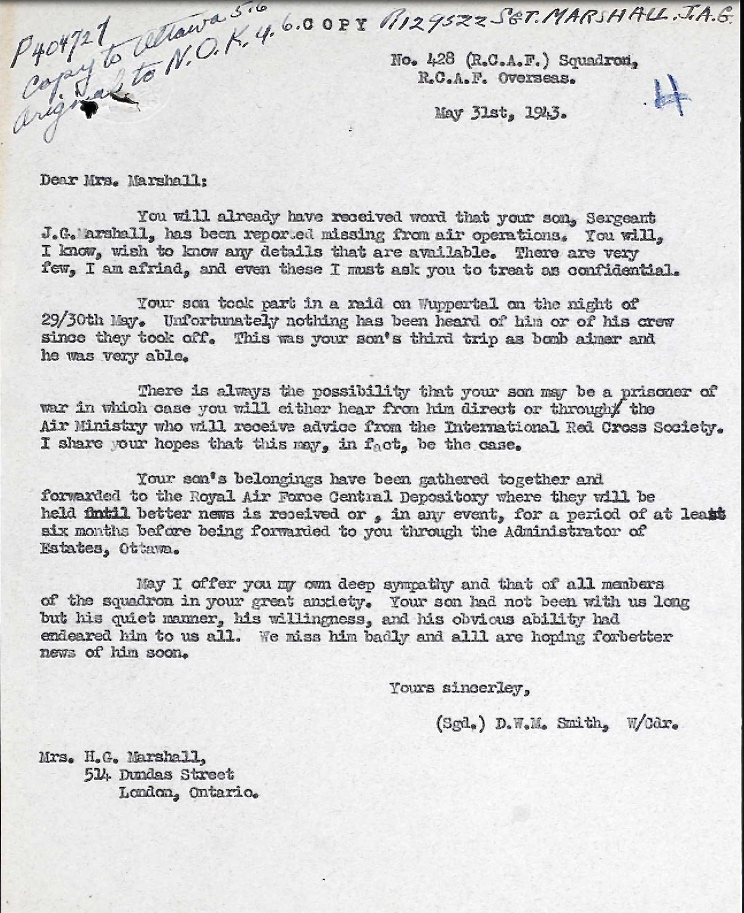 P404727
Copy to Ottawa 5.6
Original to N.O.K. 4.6.
COPY R129522 SGT. MARSHALL. J.A.G.
No. 428 (R.C.A.F.) Squadron,
R.C.A.F. Overseas.
4
May 31st, 1943.
Dear Mrs. Marshall:
You will already have received word that your son, Sergeant
J.G.Marshall, has been reported missing from air operations. You will,
I know, wish to know any details that are available. There are very
few, I am afriad, and even these I must ask you to treat as confidential.
Your son took part in a raid on Wuppertal on the night of
29/30th May. Unfortunately nothing has been heard of him or of his crew
since they took off. This was your son's third trip as bomb aimer and
he was very able.
There is always the possibility that your son may be a prisoner of
war in which case you will either hear from him direct or through the
Air Ministry who will receive advice from the International Red Cross Society.
I share your hopes that this may, in fact, be the case.
Your son's belongings have been gathered together and
forwarded to the Royal Air Force Central Depository where they will be
held until better news is received or , in any event, for a period of at least
six months before being forwarded to you through the Administrator of
Estates, Ottawa.
May I offer you my own deep sympathy and that of all members
of the squadron in your great anxiety. Your son had not been with us long
but his quiet manner, his willingness, and his obvious ability had
endeared him to us all. We miss him badly and alll are hoping forbetter
news of him soon.
Yours sincerley,
(Sgd.) D.W.M. Smith, W/Cdr.
Mrs. H.G. Marshall,
514 Dundas Street
London, Ontario.